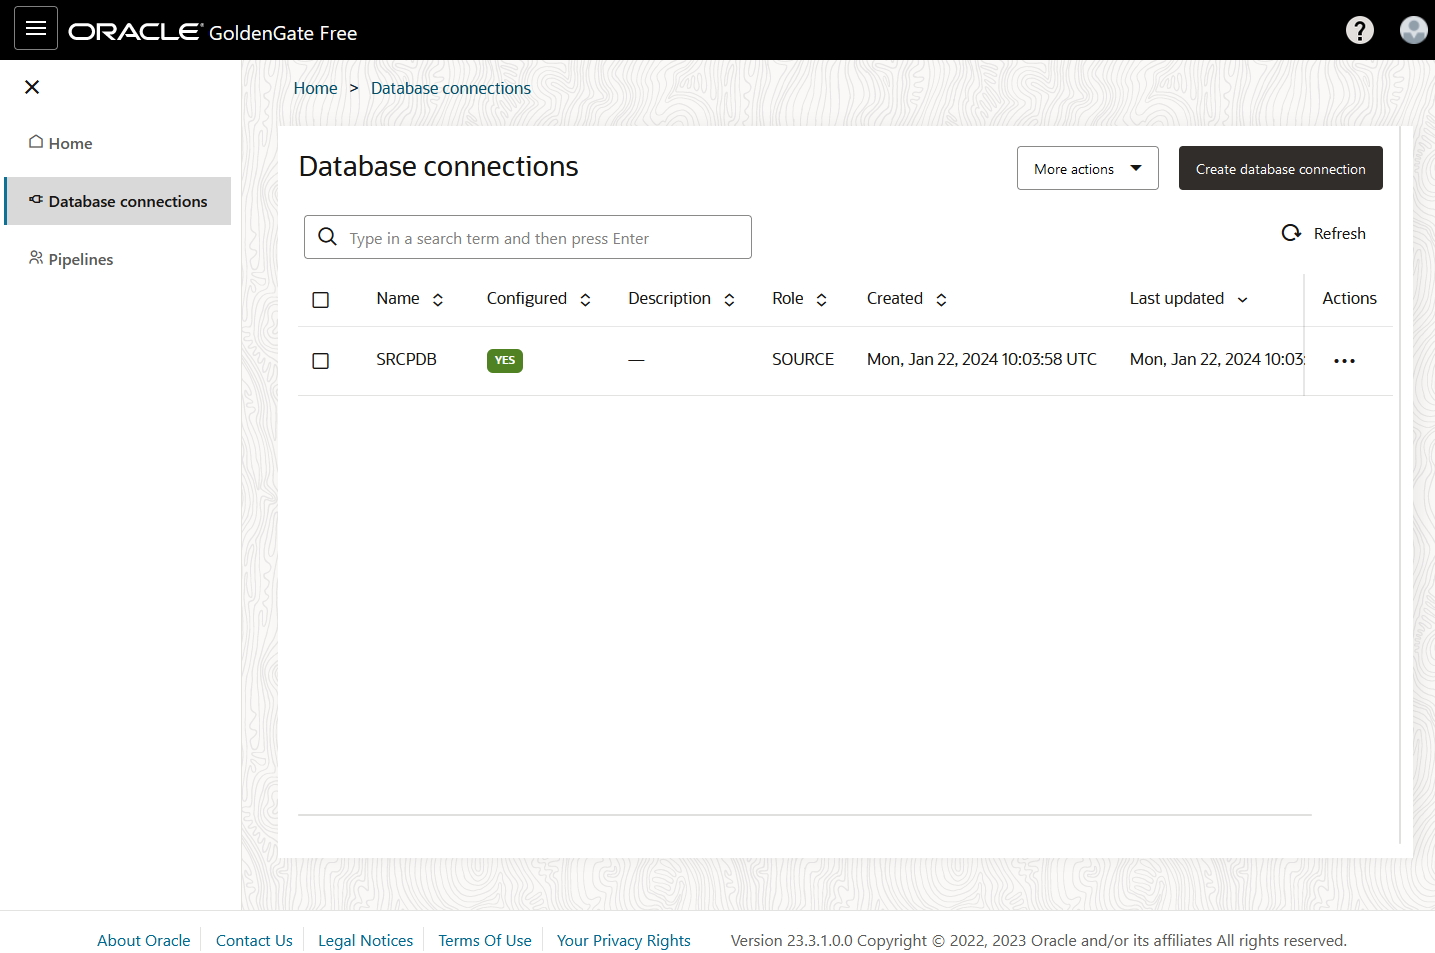 ORACLE GoldenGate Free
Home
Database connections
Pipelines
Home > Database connections
Database connections
More actions
Create database connection
Type in a search term and then press Enter
Refresh
Name Configured Description Role Created Last updated Actions
SRCPDB YES — SOURCE Mon, Jan 22, 2024 10:03:58 UTC Mon, Jan 22, 2024 10:03: ...
About Oracle Contact Us Legal Notices Terms Of Use Your Privacy Rights Version 23.3.1.0.0 Copyright © 2022, 2023 Oracle and/or its affiliates All rights reserved.